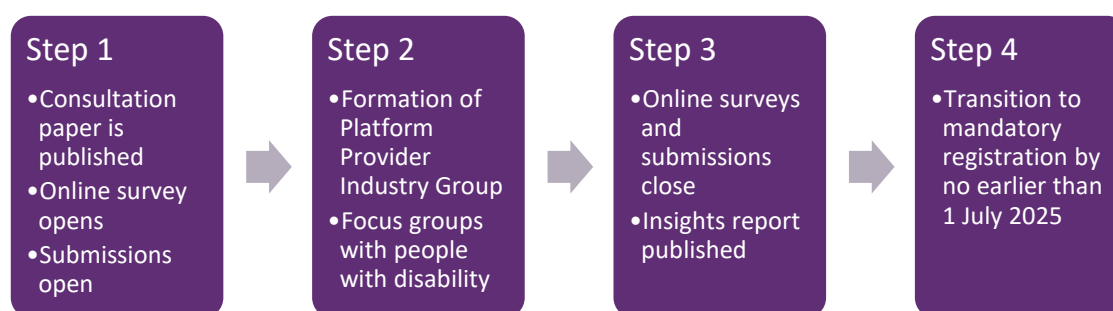 Step 1
•Consultation
paper is
published
•Online survey
opens
•Submissions
open
Step 2
•Formation of
Platform
Provider
Industry Group
•Focus groups
with people
with disability
Step 3
•Online surveys
and
submissions
close
•Insights report
published
Step 4
•Transition to
mandatory
registration by
no earlier than
1 July 2025